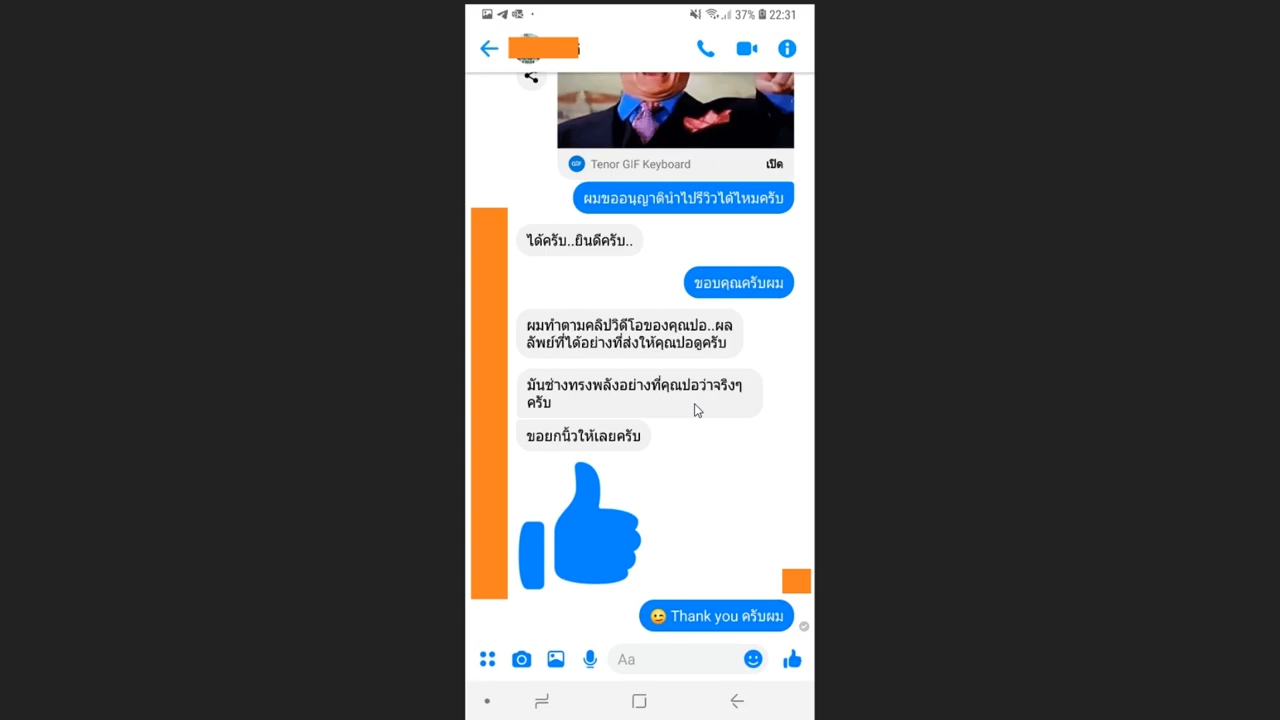 37% 22:31
Tenor GIF Keyboard เปิด
ผมขออนุญาตินำไปรีวิวได้ไหมครับ
ได้ครับ..ยินดีครับ..
ขอบคุณครับผม
ผมทำตามคลิปวิดีโอของคุณปอ..ผล
ลัพย์ที่ได้อย่างที่ส่งให้คุณปอดูครับ
มันช่างทรงพลังอย่างที่คุณปอว่าจริงๆ
ครับ
ขอยกนิ้วให้เลยครับ
😉 Thank you ครับผม
Aa